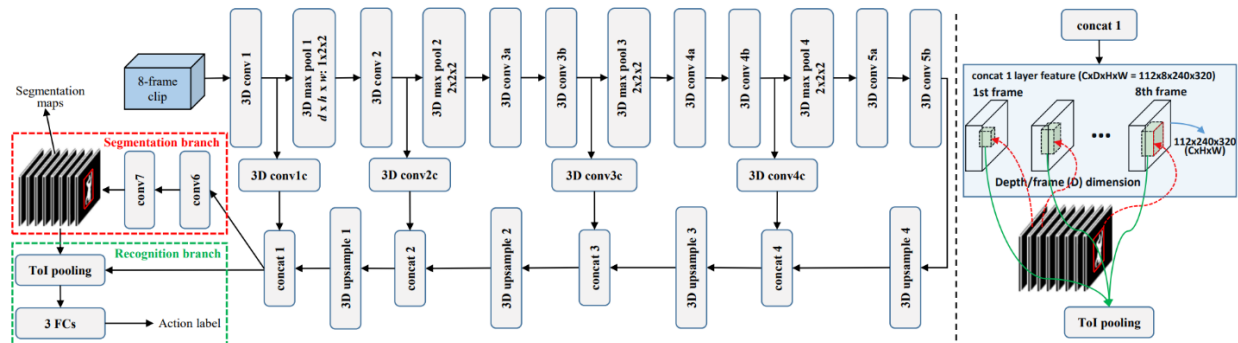 8-frame
clip
3D conv 1
3D max pool 1
d x h x w: 1x2x2
3D conv 2
3D max pool 2
2x2x2
3D conv 3a
3D conv 3b
3D max pool 3
2x2x2
3D conv 4a
3D conv 4b
3D max pool 4
2x2x2
3D conv 5a
3D conv 5b
3D conv1c
3D conv2c
3D conv3c
3D conv4c
Segmentation
maps
Segmentation branch
conv7
conv6
concat 1
3D upsample 1
concat 2
3D upsample 2
concat 3
3D upsample 3
concat 4
3D upsample 4
Recognition branch
ToI pooling
3 FCs
Action label
concat 1
concat 1 layer feature (CxDxHxW = 112x8x240x320)
1st frame
8th frame
112x240x320
(CxHxW)
Depth/frame (D) dimension
ToI pooling